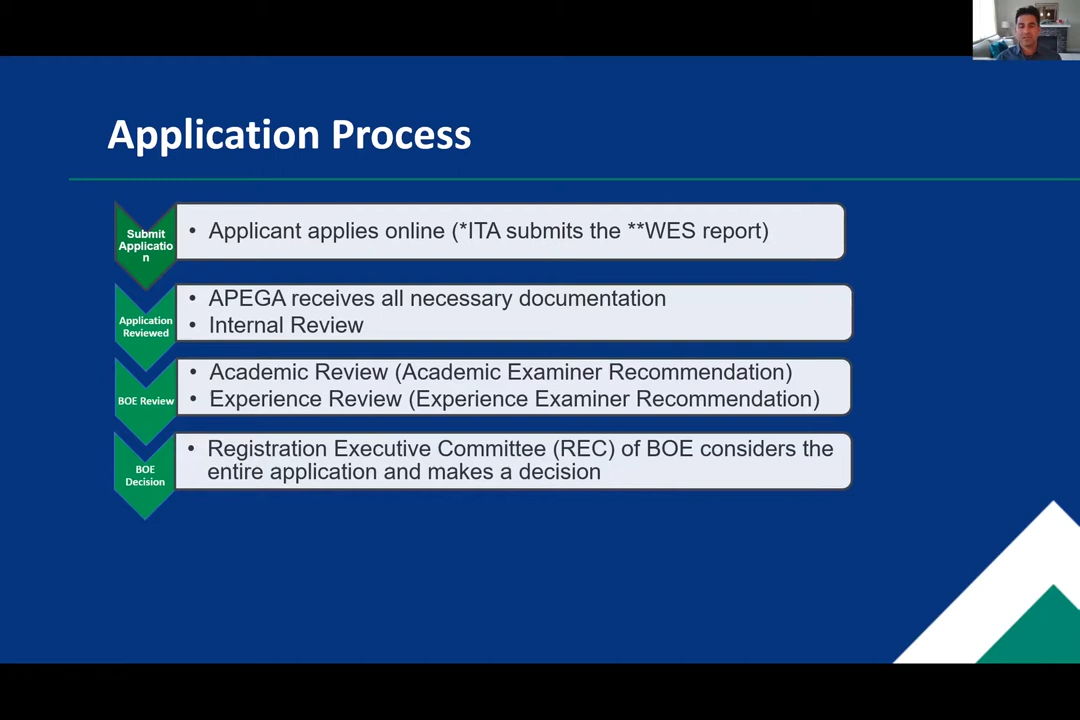 Application Process
Submit
Applicatio
n
• Applicant applies online (*ITA submits the **WES report)
Application
Reviewed
• APEGA receives all necessary documentation
• Internal Review
BOE Review
• Academic Review (Academic Examiner Recommendation)
• Experience Review (Experience Examiner Recommendation)
BOE
Decision
• Registration Executive Committee (REC) of BOE considers the
entire application and makes a decision